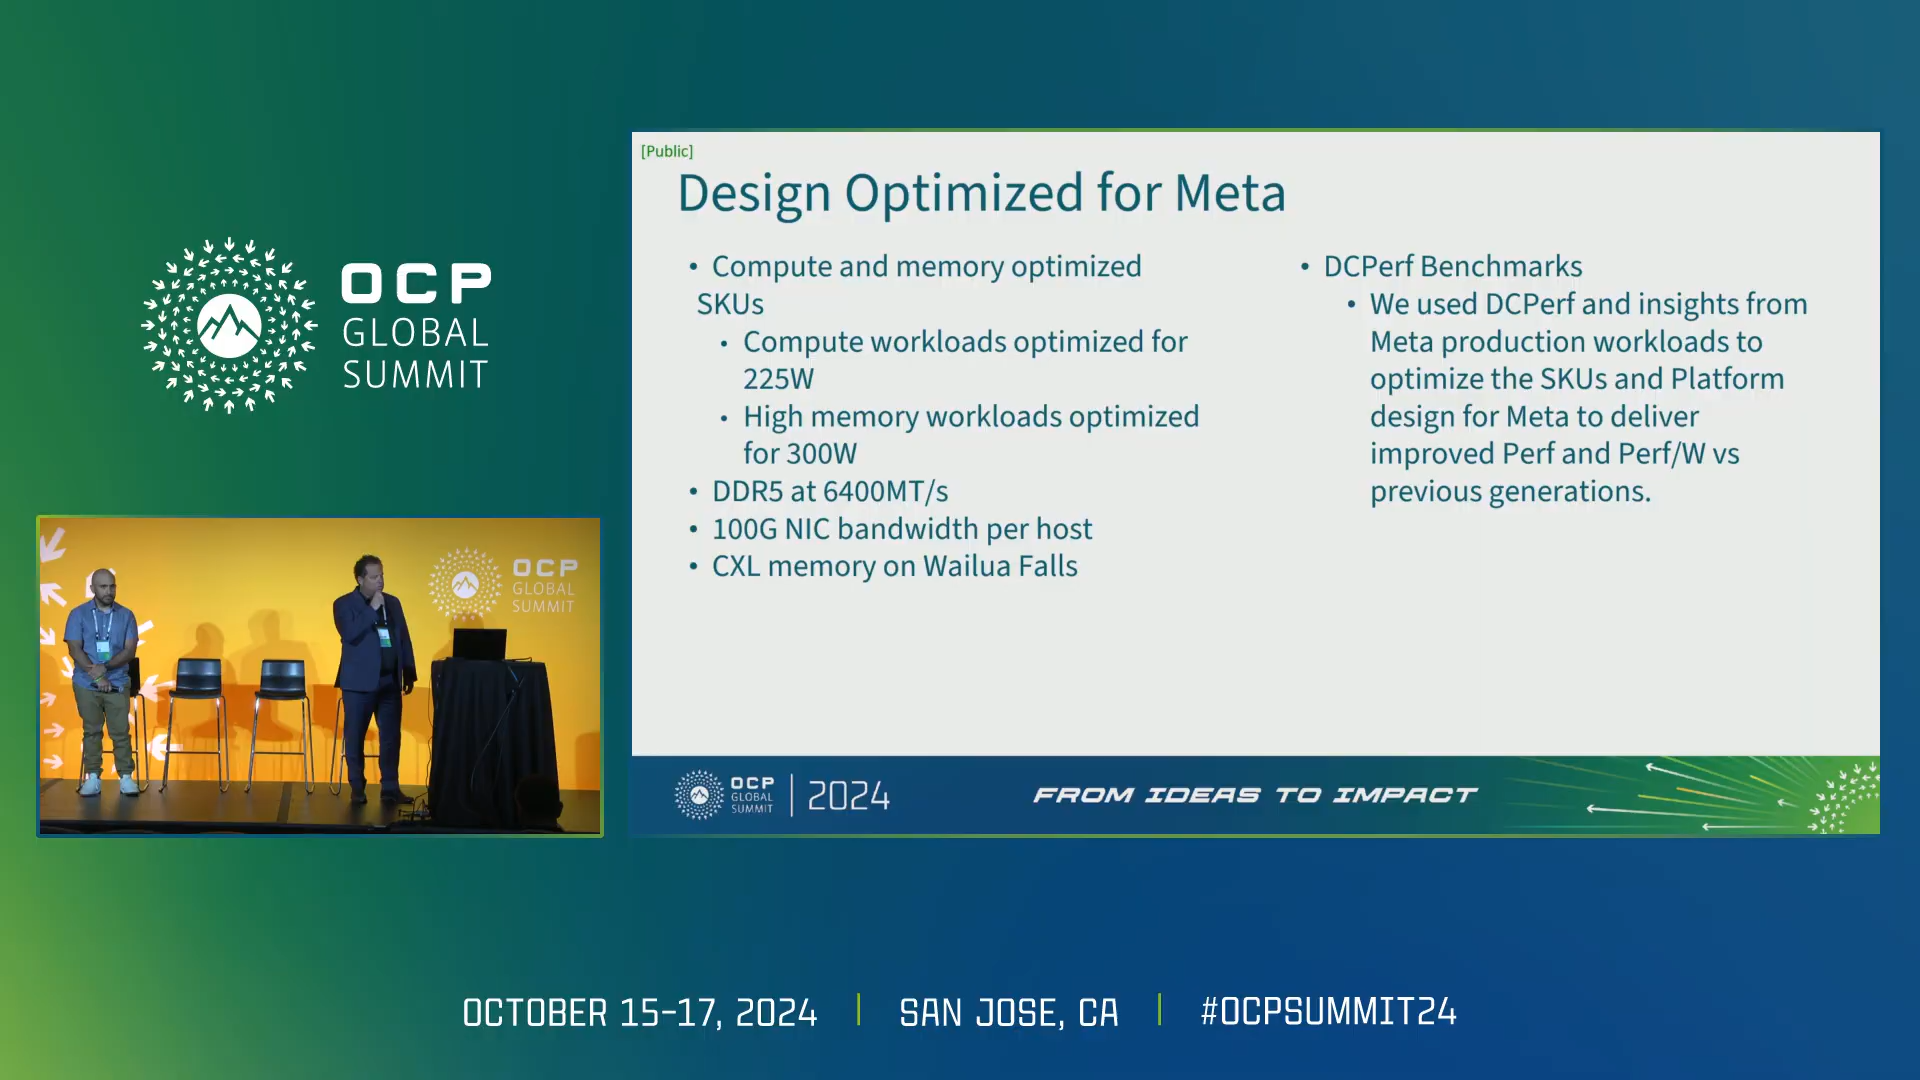 OCP
GLOBAL
SUMMIT
[Public]
Design Optimized for Meta
• Compute and memory optimized
SKUs
• Compute workloads optimized for
225W
• High memory workloads optimized
for 300W
• DDR5 at 6400MT/s
• 100G NIC bandwidth per host
• CXL memory on Wailua Falls
• DCPerf Benchmarks
• We used DCPerf and insights from
Meta production workloads to
optimize the SKUs and Platform
design for Meta to deliver
improved Perf and Perf/W vs
previous generations.
OCP
GLOBAL
SUMMIT
OCP
GLOBAL
SUMMIT
2024
FROM IDEAS TO IMPACT
OCTOBER 15-17, 2024 | SAN JOSE, CA | #OCPSUMMIT24